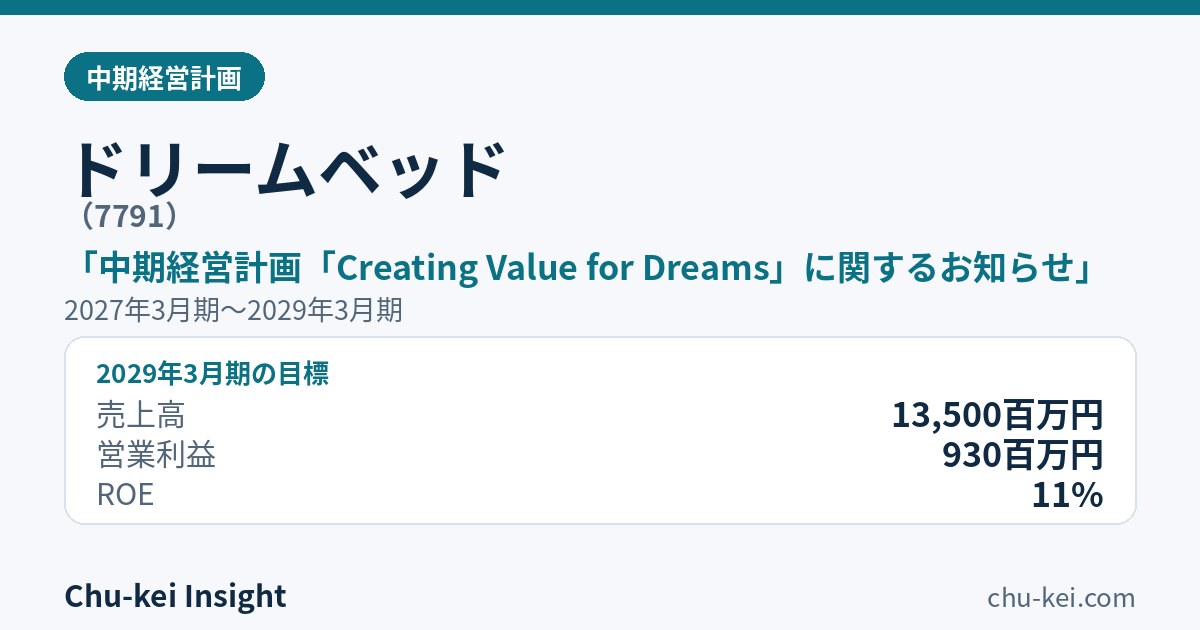 中期経営計画
ドリームベッド
（7791）
「中期経営計画「Creating Value for Dreams」に関するお知らせ」
2027年3月期～2029年3月期
2029年3月期の目標
売上高 13,500百万円
営業利益 930百万円
ROE 11%
Chu-kei Insight chu-kei.com